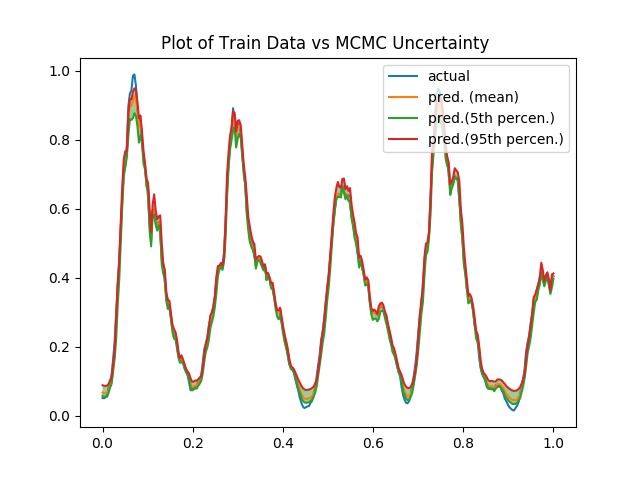 Plot of Train Data vs MCMC Uncertainty
actual
pred. (mean)
pred.(5th percen.)
pred.(95th percen.)
1.0
0.8
0.6
0.4
0.2
0.0
0.0 0.2 0.4 0.6 0.8 1.0